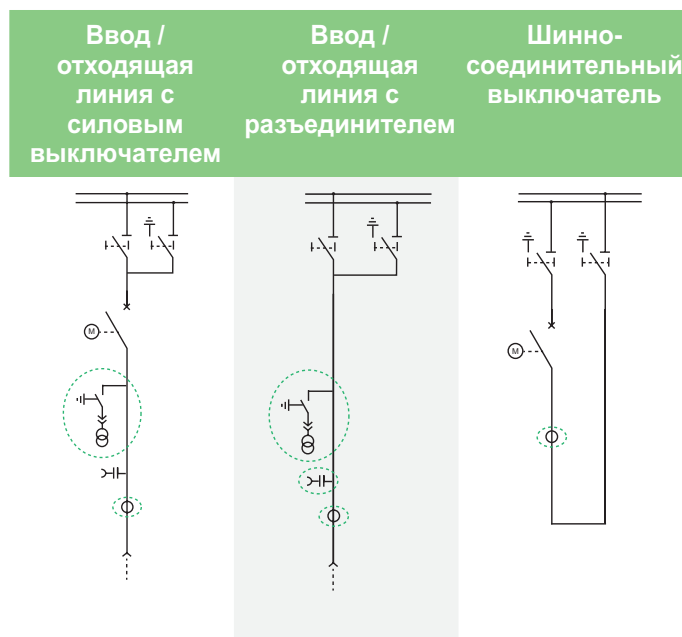 Ввод /
отходящая
линия с
силовым
выключателем
Ввод /
отходящая
линия с
разъединителем
Шинно-
соединительный
выключатель
M
M